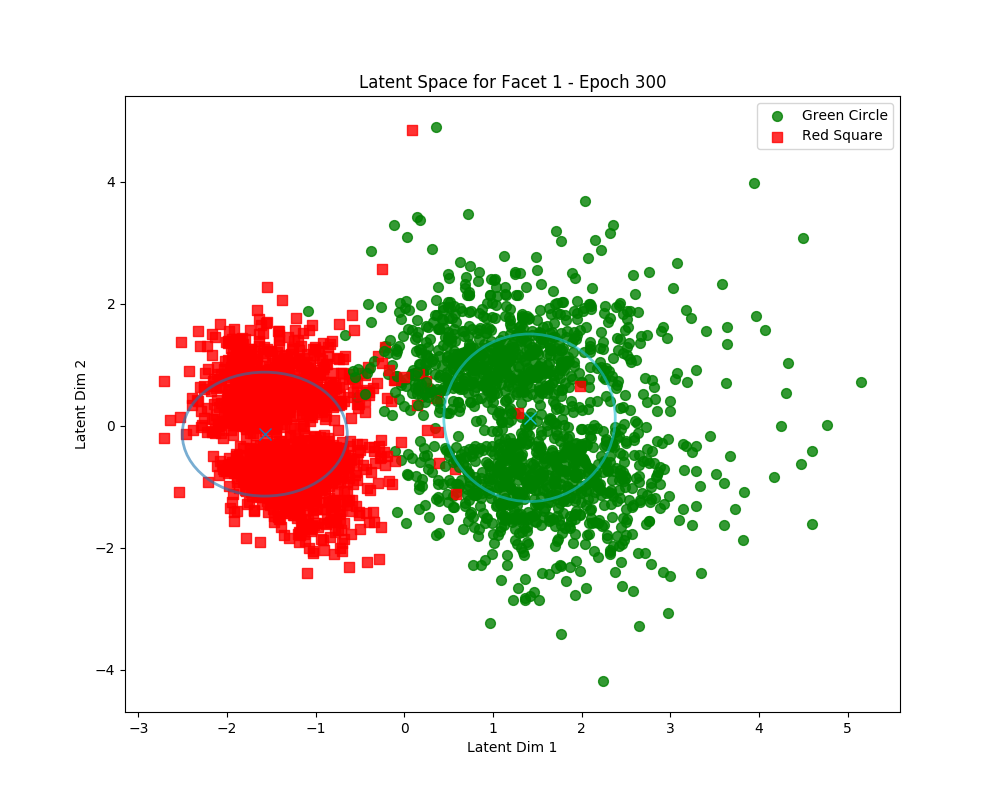 Latent Space for Facet 1 - Epoch 300
Green Circle
Red Square
4
2
0
−2
−4
Latent Dim 2
−3 −2 −1 0 1 2 3 4 5
Latent Dim 1